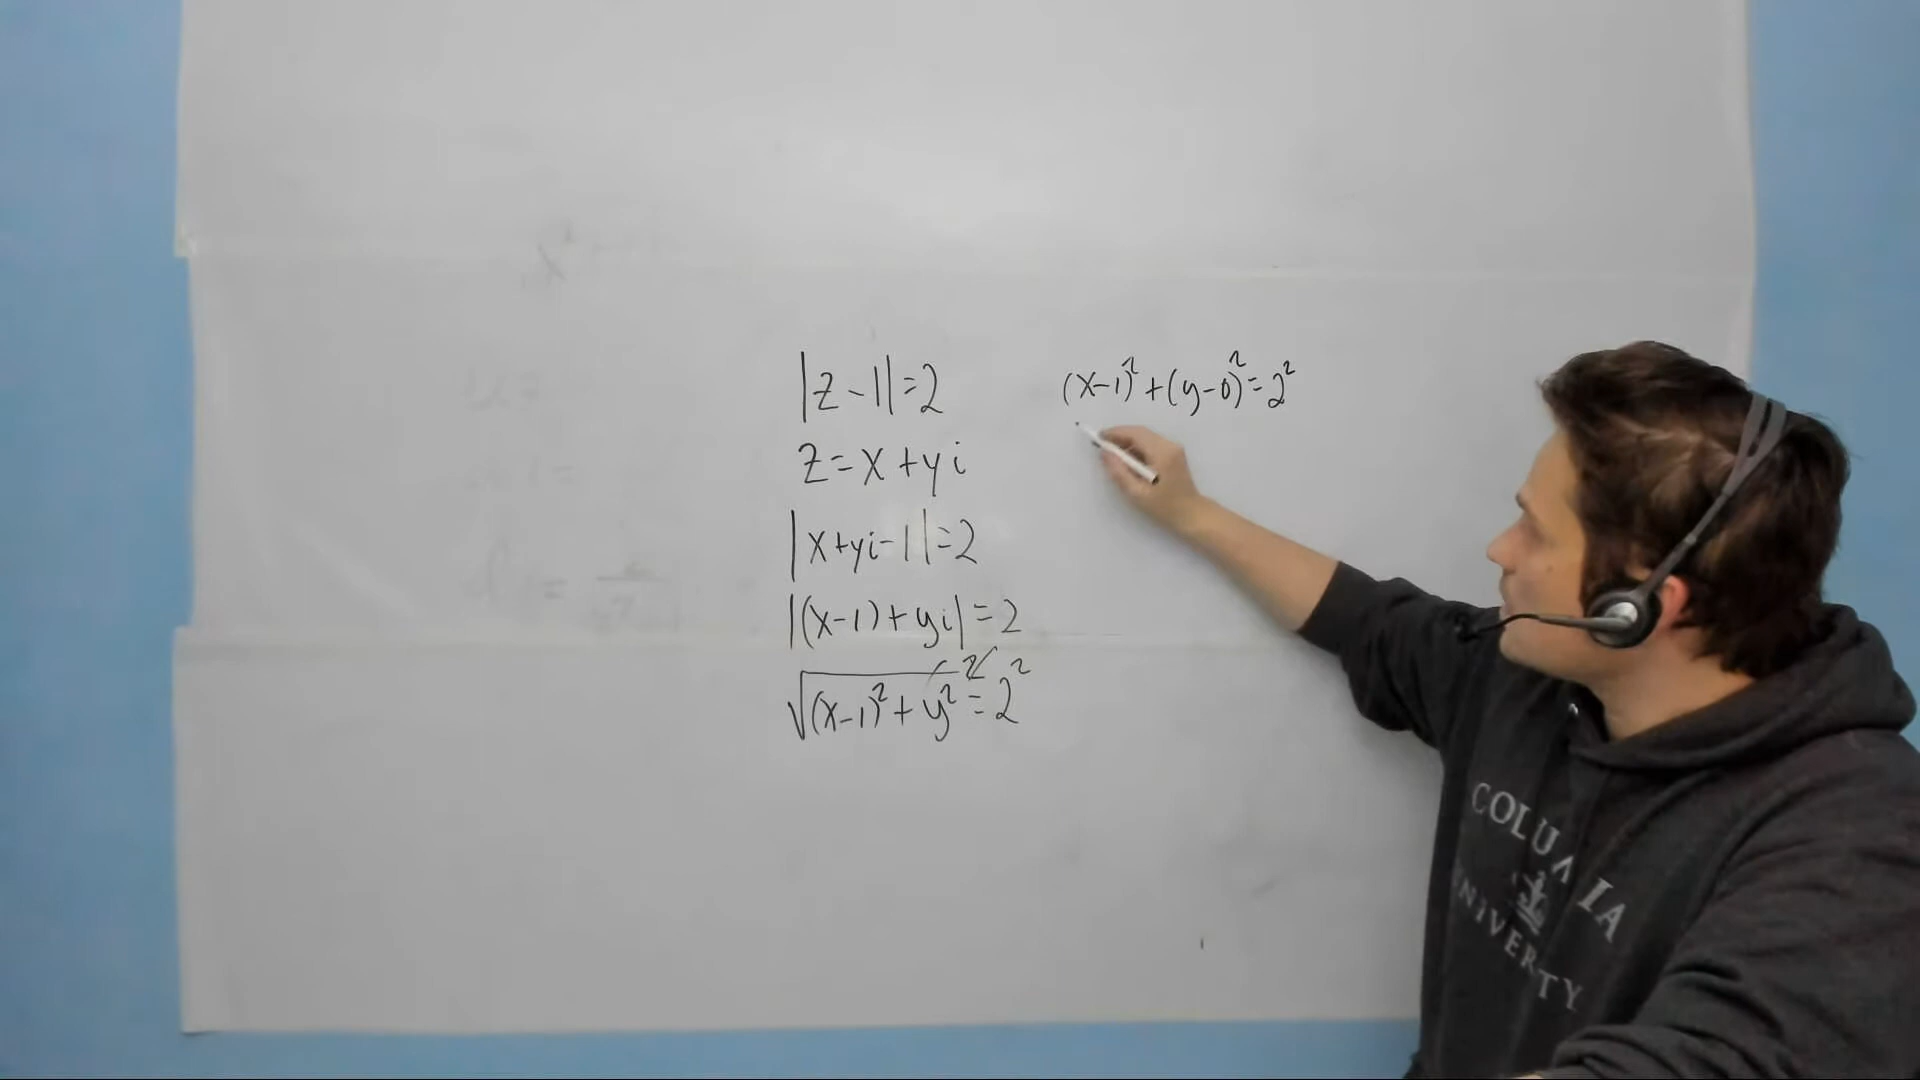 |z-1|=2
z=x+yi
|x+yi-1|=2
|(x-1)+yi|=2
√(x-1)²+y²² = 2²
(x-1)²+(y-0)²=2²
COLUMBIA
UNIVERSITY